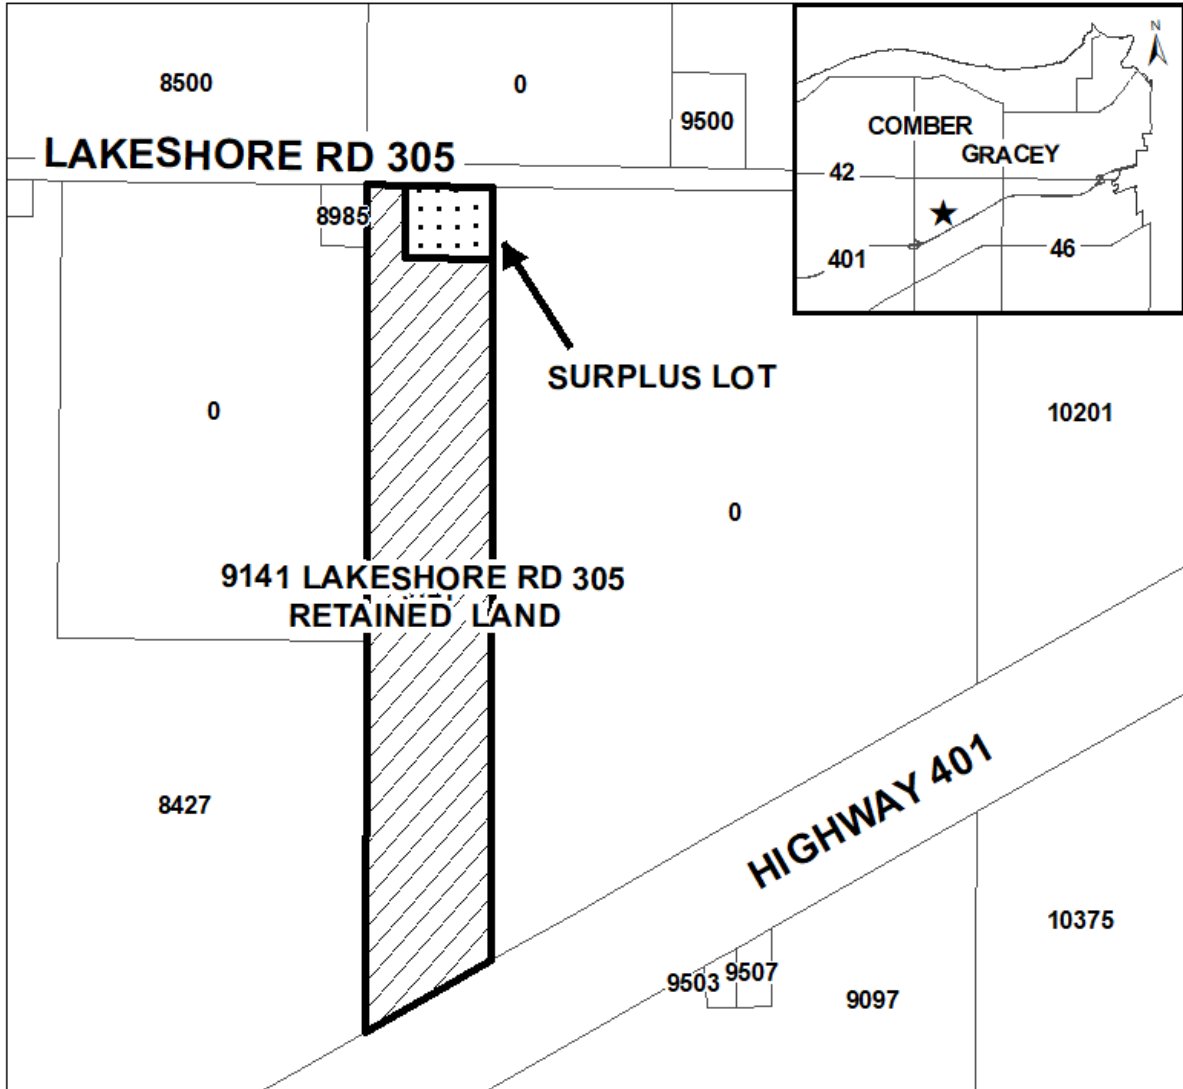 8500
0
9500
N
COMBER
GRACEY
42
401
46
LAKESHORE RD 305
8985
SURPLUS LOT
0
10201
0
9141 LAKESHORE RD 305
RETAINED LAND
8427
HIGHWAY 401
10375
9503
9507
9097